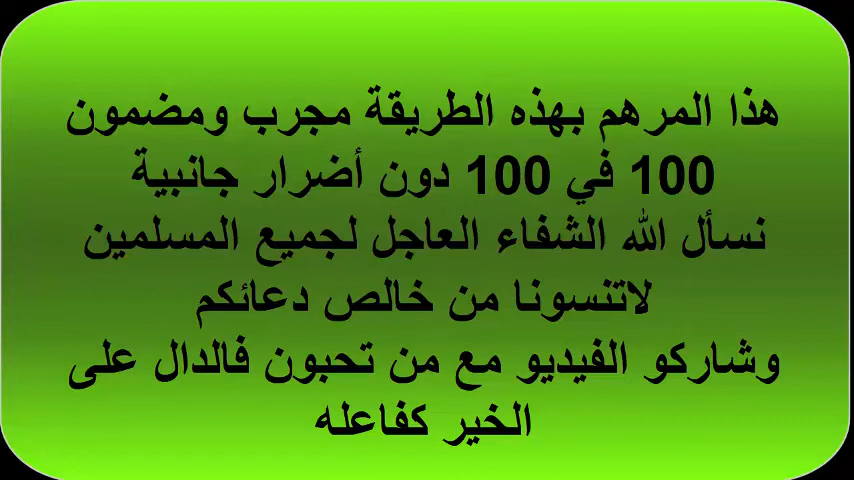 هذا المرهم بهذه الطريقة مجرب ومضمون
100 في 100 دون أضرار جانبية
نسأل الله الشفاء العاجل لجميع المسلمين
لاتنسونا من خالص دعائكم
وشاركو الفيديو مع من تحبون فالدال على
الخير كفاعله